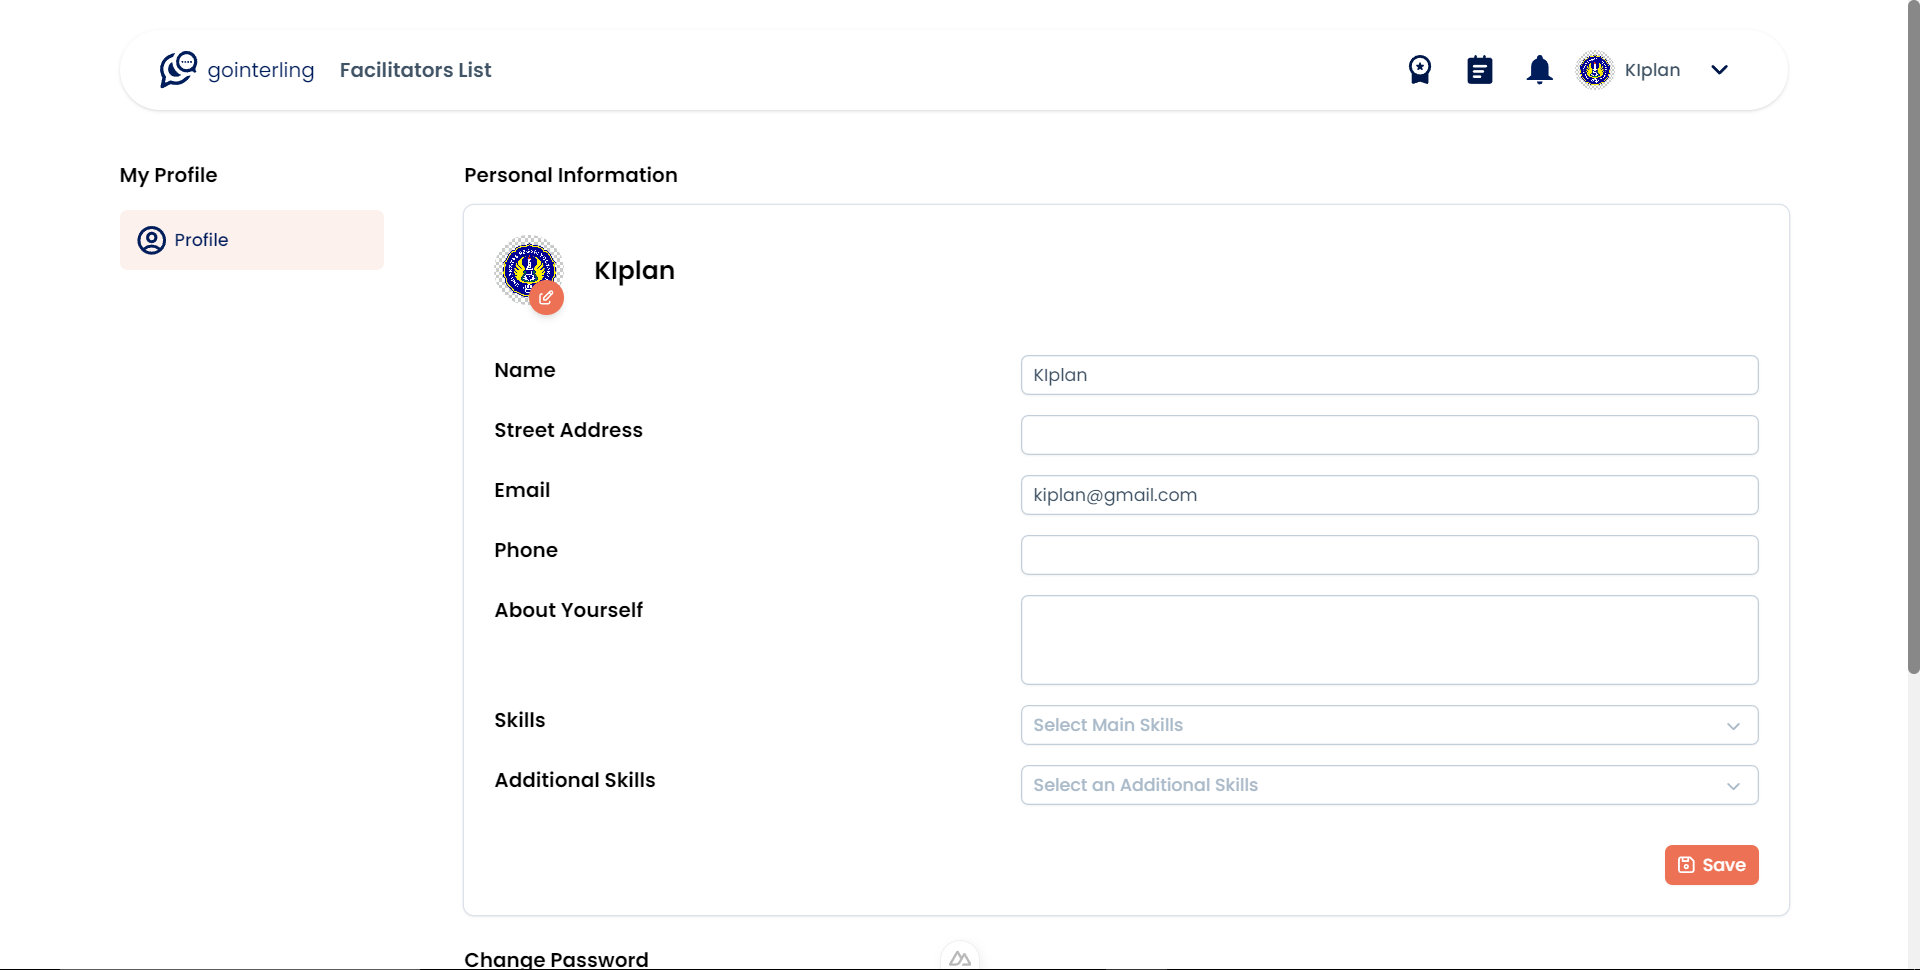 gointerling Facilitators List KIplan
My Profile
Profile
Personal Information
KIplan
Name KIplan
Street Address
Email kiplan@gmail.com
Phone
About Yourself
Skills Select Main Skills
Additional Skills Select an Additional Skills
Save
Change Password